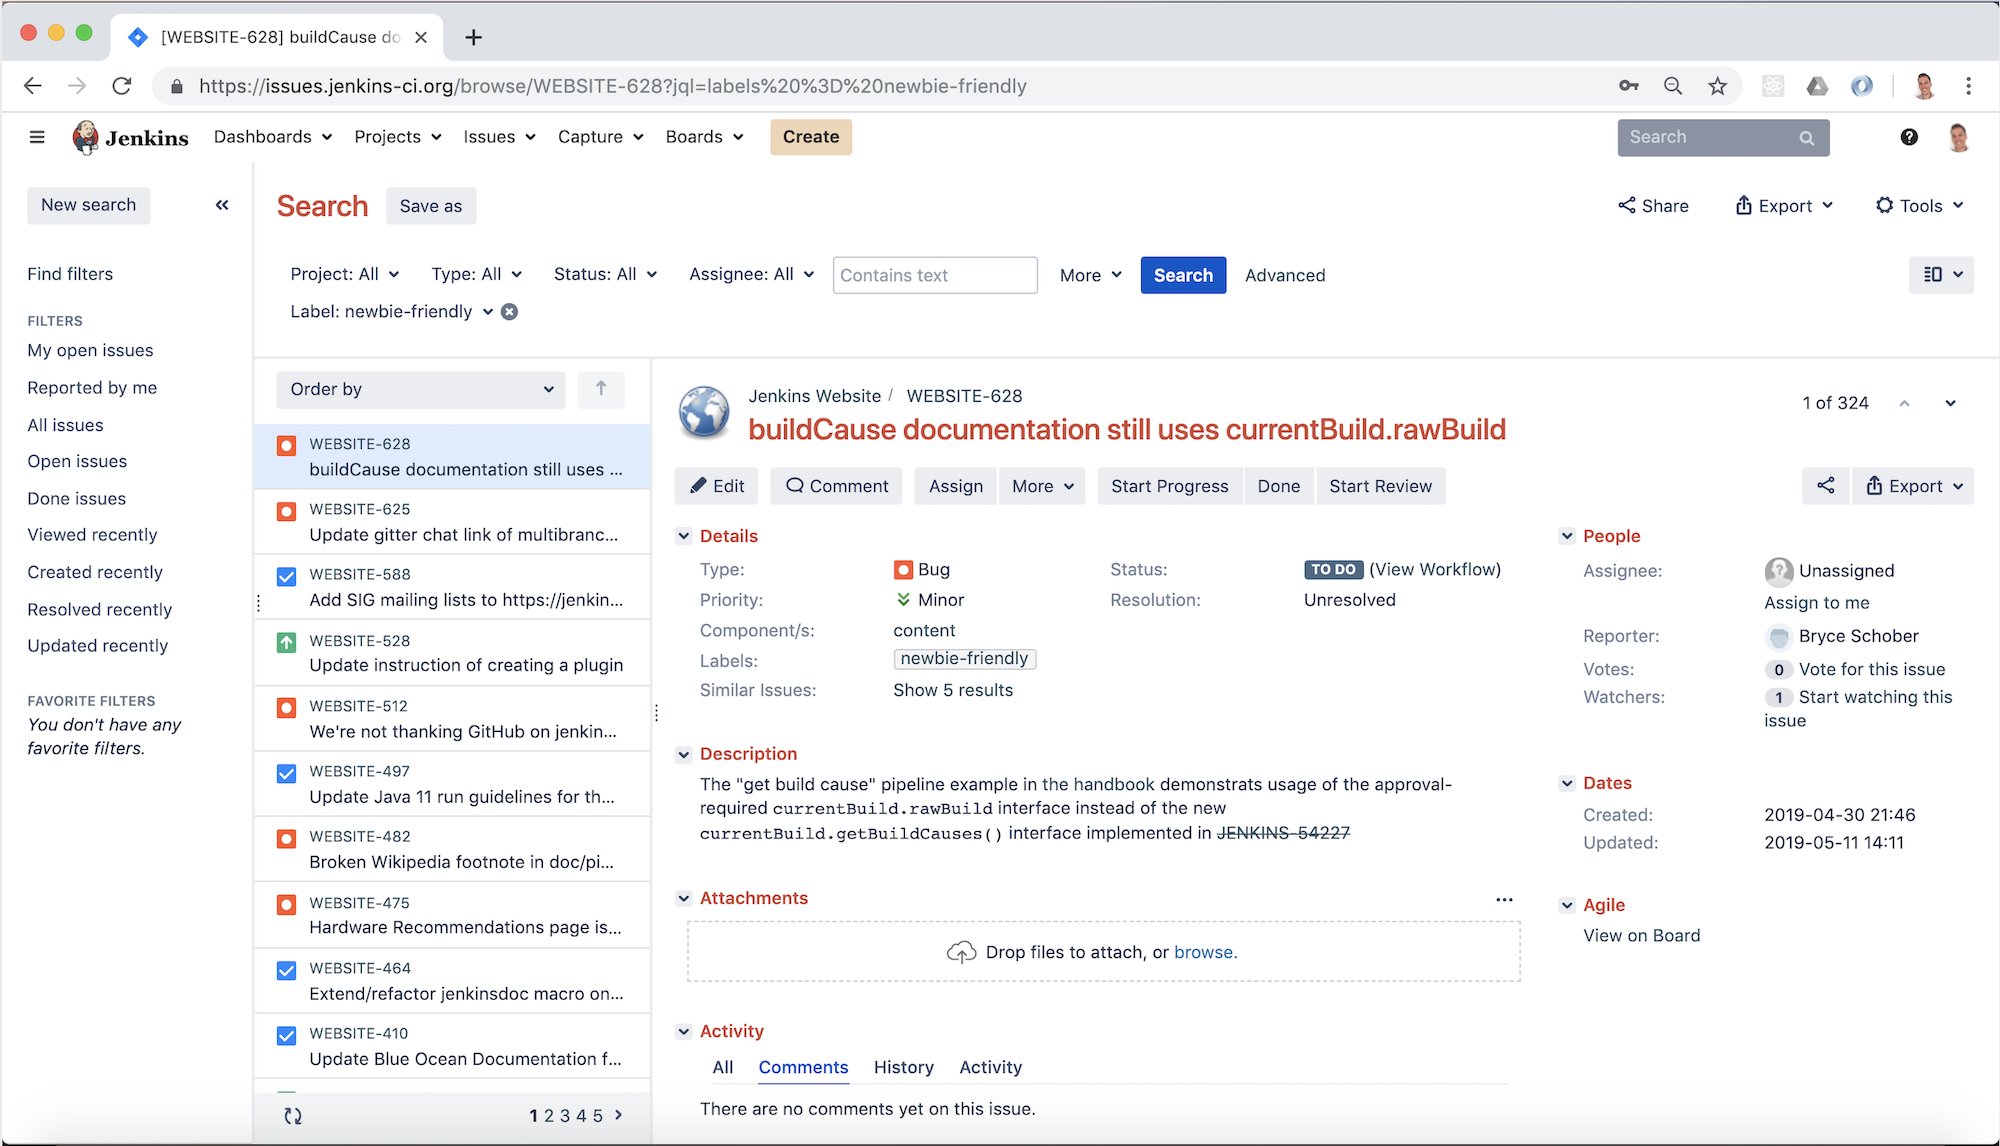 [WEBSITE-628] buildCause do
https://issues.jenkins-ci.org/browse/WEBSITE-628?jql=labels%20%3D%20newbie-friendly
Jenkins Dashboards Projects Issues Capture Boards Create Search ?
New search « Search Save as Share Export Tools
Find filters
Project: All Type: All Status: All Assignee: All Contains text More Search Advanced
Label: newbie-friendly
FILTERS
My open issues
Reported by me
All issues
Open issues
Done issues
Viewed recently
Created recently
Resolved recently
Updated recently
FAVORITE FILTERS
You don't have any
favorite filters.
Order by
WEBSITE-628
buildCause documentation still uses ...
WEBSITE-625
Update gitter chat link of multibranc...
WEBSITE-588
Add SIG mailing lists to https://jenkin...
WEBSITE-528
Update instruction of creating a plugin
WEBSITE-512
We're not thanking GitHub on jenkin...
WEBSITE-497
Update Java 11 run guidelines for th...
WEBSITE-482
Broken Wikipedia footnote in doc/pi...
WEBSITE-475
Hardware Recommendations page is...
WEBSITE-464
Extend/refactor jenkinsdoc macro on...
WEBSITE-410
Update Blue Ocean Documentation f...
1 2 3 4 5
Jenkins Website / WEBSITE-628
1 of 324
buildCause documentation still uses currentBuild.rawBuild
Edit Comment Assign More Start Progress Done Start Review Export
Details
Type: Bug Status: TO DO (View Workflow)
Priority: Minor Resolution: Unresolved
Component/s: content
Labels: newbie-friendly
Similar Issues: Show 5 results
Description
The "get build cause" pipeline example in the handbook demonstrats usage of the approval-
required currentBuild.rawBuild interface instead of the new
currentBuild.getBuildCauses() interface implemented in JENKINS-54227
Attachments ...
Drop files to attach, or browse.
Activity
All Comments History Activity
There are no comments yet on this issue.
People
Assignee: Unassigned
Assign to me
Reporter: Bryce Schober
Votes: 0 Vote for this issue
Watchers: 1 Start watching this
issue
Dates
Created: 2019-04-30 21:46
Updated: 2019-05-11 14:11
Agile
View on Board